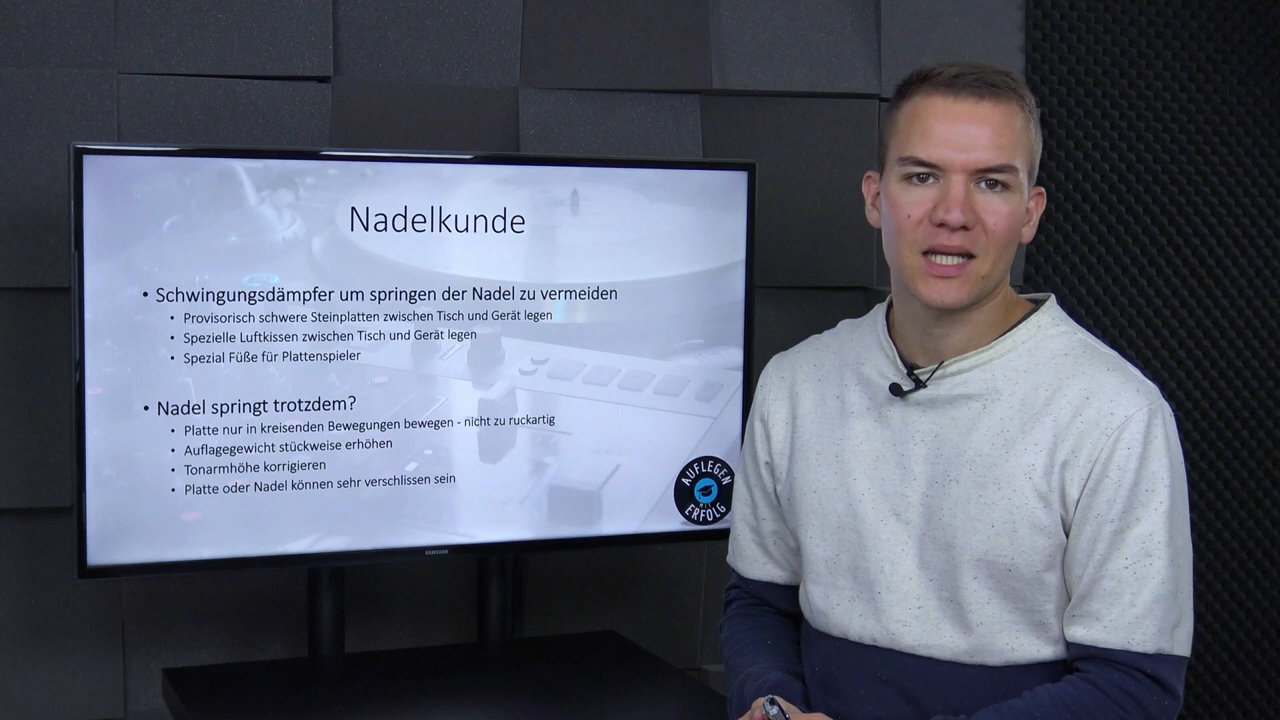 Nadelkunde
• Schwingungsdämpfer um springen der Nadel zu vermeiden
• Provisorisch schwere Steinplatten zwischen Tisch und Gerät legen
• Spezielle Luftkissen zwischen Tisch und Gerät legen
• Spezial Füße für Plattenspieler
• Nadel springt trotzdem?
• Platte nur in kreisenden Bewegungen bewegen - nicht zu ruckartig
• Auflagegewicht stückweise erhöhen
• Tonarmhöhe korrigieren
• Platte oder Nadel können sehr verschlissen sein
AUFLEGEN
MIT
ERFOLG
SAMSUNG